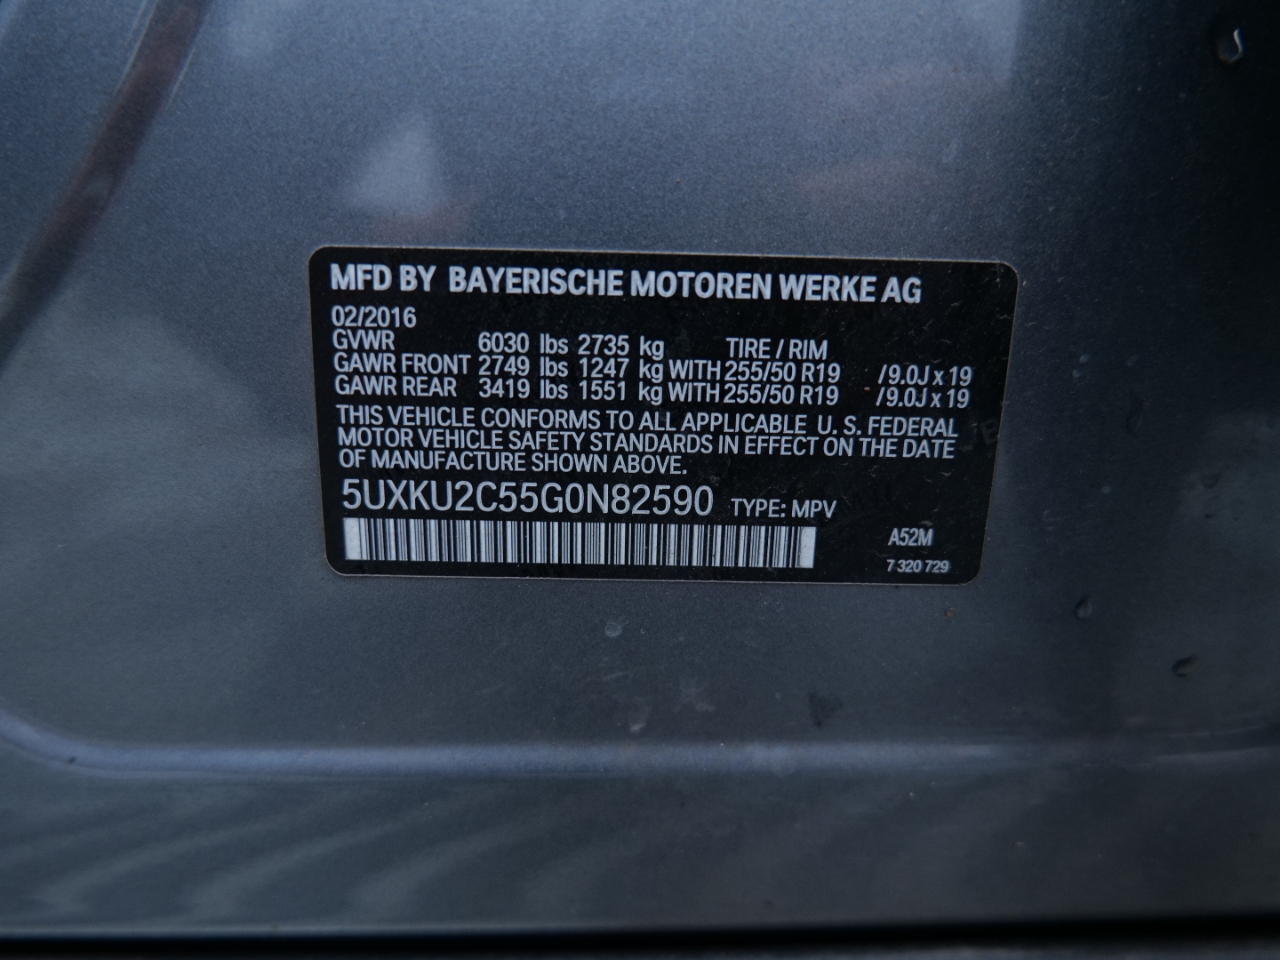 MFD BY BAYERISCHE MOTOREN WERKE AG
02/2016
GVWR 6030 lbs 2735 kg TIRE / RIM
GAWR FRONT 2749 lbs 1247 kg WITH 255/50 R19 /9.0J x 19
GAWR REAR 3419 lbs 1551 kg WITH 255/50 R19 /9.0J x 19
THIS VEHICLE CONFORMS TO ALL APPLICABLE U. S. FEDERAL
MOTOR VEHICLE SAFETY STANDARDS IN EFFECT ON THE DATE
OF MANUFACTURE SHOWN ABOVE.
5UXKU2C55G0N82590 TYPE: MPV
A52M
7 320 729